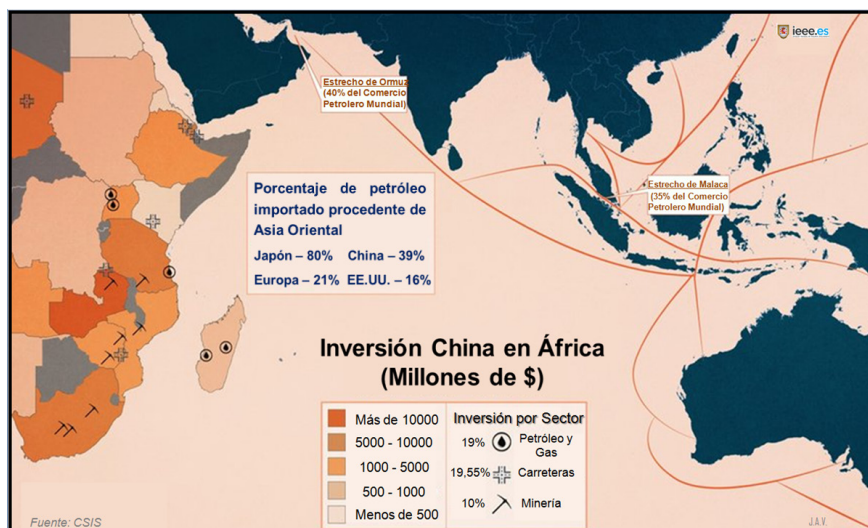 ieee.es
Estrecho de Ormuz
(40% del Comercio
Petrolero Mundial)
Porcentaje de petróleo
importado procedente de
Asia Oriental
Japón – 80% China – 39%
Europa – 21% EE.UU. – 16%
Estrecho de Malaca
(35% del Comercio
Petrolero Mundial)
Inversión China en África
(Millones de $)
Más de 10000
5000 - 10000
1000 - 5000
500 - 1000
Menos de 500
Inversión por Sector
19% Petróleo y
Gas
19,55% Carreteras
10% Minería
Fuente: CSIS
J.A.V.